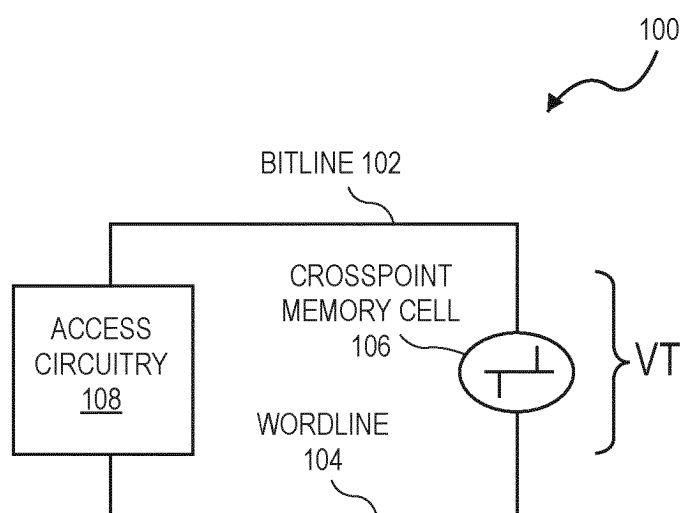 100
BITLINE 102
CROSSPOINT
MEMORY CELL
106
ACCESS
CIRCUITRY
108
VT
WORDLINE
104